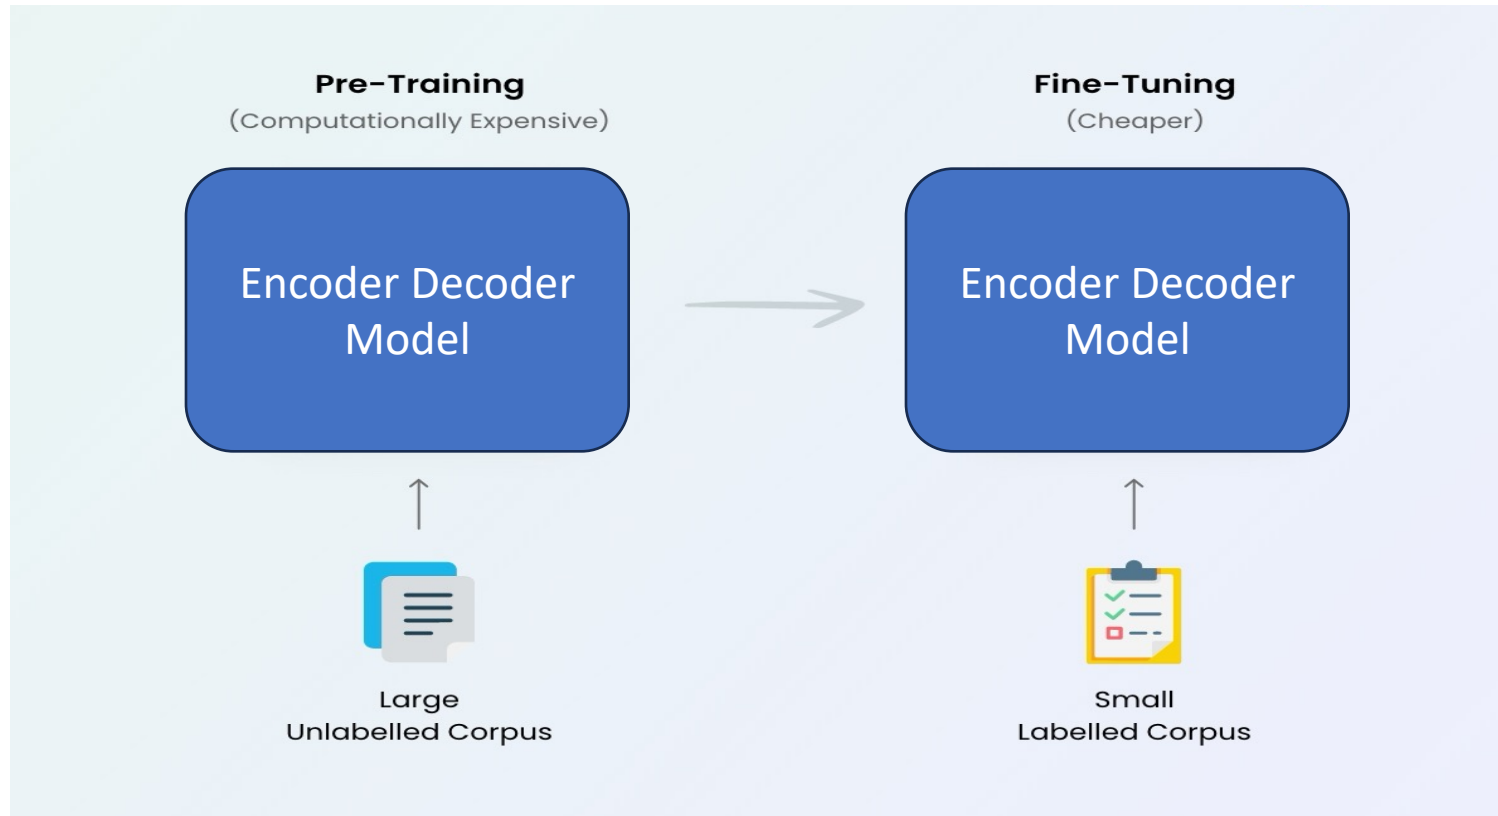 Pre-Training
(Computationally Expensive)
Encoder Decoder
Model
Large
Unlabelled Corpus
Fine-Tuning
(Cheaper)
Encoder Decoder
Model
Small
Labelled Corpus